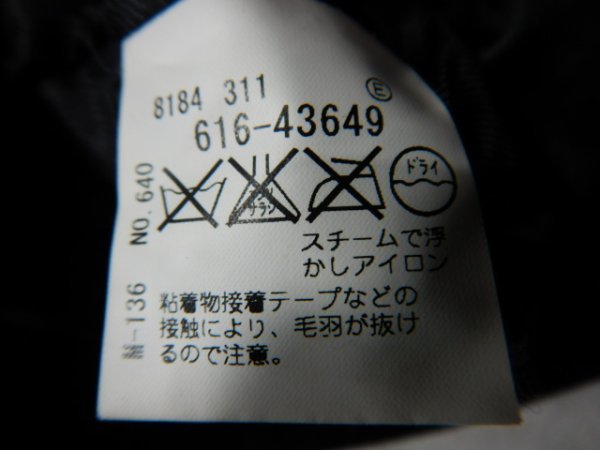 8184 311
Ⓔ
616-43649
ドライ
スチームで浮
かしアイロン
NO. 640
M-136
粘着物接着テープなどの
接触により、毛羽が抜け
るので注意。